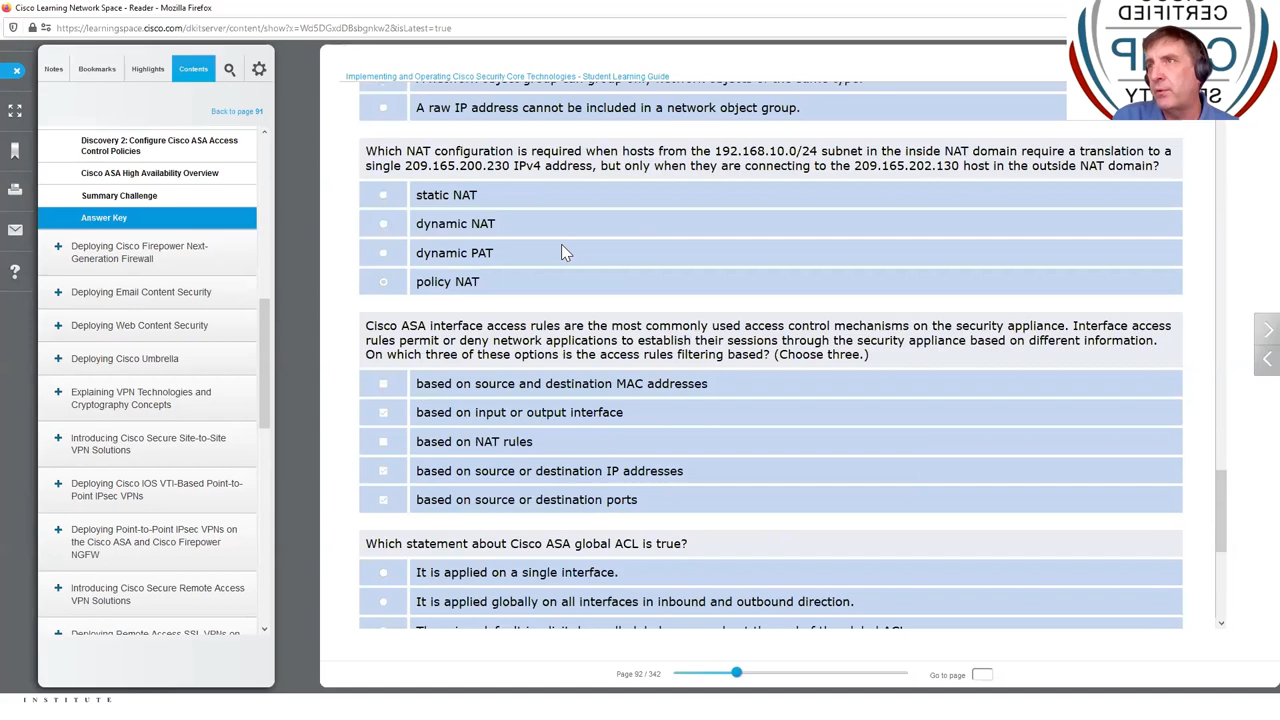 Cisco Learning Network Space - Reader - Mozilla Firefox
https://learningspace.cisco.com/dkitserver/content/show?x=Wd5DGxdDBsbgnkw2&isLatest=true
CERTIFIED
SECURITY
Notes Bookmarks Highlights Contents
Back to page 91
Discovery 2: Configure Cisco ASA Access
Control Policies
Cisco ASA High Availability Overview
Summary Challenge
Answer Key
Deploying Cisco Firepower Next-
Generation Firewall
Deploying Email Content Security
Deploying Web Content Security
Deploying Cisco Umbrella
Explaining VPN Technologies and
Cryptography Concepts
Introducing Cisco Secure Site-to-Site
VPN Solutions
Deploying Cisco IOS VTI-Based Point-to-
Point IPsec VPNs
Deploying Point-to-Point IPsec VPNs on
the Cisco ASA and Cisco Firepower
NGFW
Introducing Cisco Secure Remote Access
VPN Solutions
Deploying Remote Access SSL VPNs on
Implementing and Operating Cisco Security Core Technologies - Student Learning Guide
A raw IP address cannot be included in a network object group.
Which NAT configuration is required when hosts from the 192.168.10.0/24 subnet in the inside NAT domain require a translation to a
single 209.165.200.230 IPv4 address, but only when they are connecting to the 209.165.202.130 host in the outside NAT domain?
static NAT
dynamic NAT
dynamic PAT
policy NAT
Cisco ASA interface access rules are the most commonly used access control mechanisms on the security appliance. Interface access
rules permit or deny network applications to establish their sessions through the security appliance based on different information.
On which three of these options is the access rules filtering based? (Choose three.)
based on source and destination MAC addresses
based on input or output interface
based on NAT rules
based on source or destination IP addresses
based on source or destination ports
Which statement about Cisco ASA global ACL is true?
It is applied on a single interface.
It is applied globally on all interfaces in inbound and outbound direction.
Page 92 / 342
Go to page
INSTITUTE